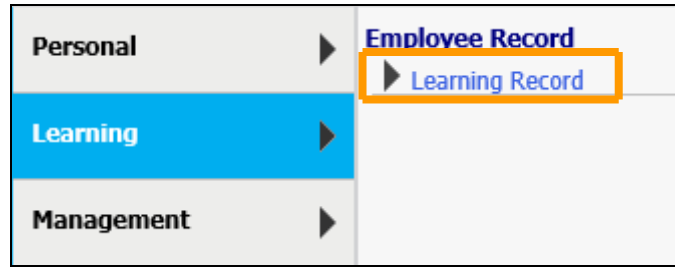 Personal
Employee Record
Learning Record
Learning
Management